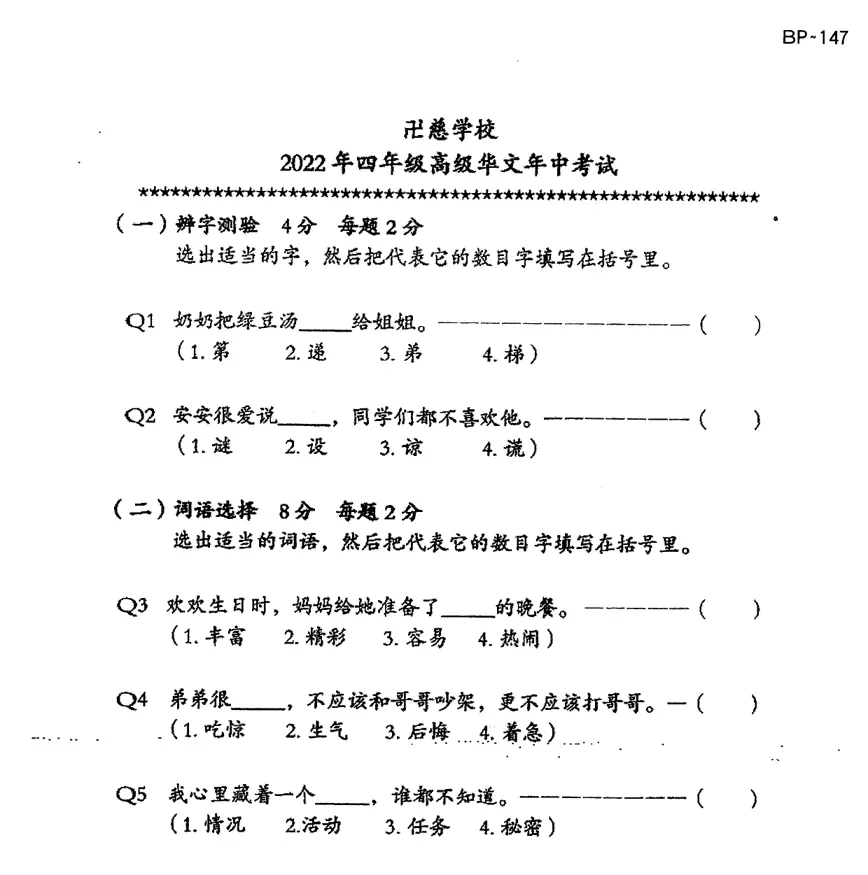 BP~147
卍慈学校
2022 年四年级高级华文年中考试
***********************************************************
(一) 辨字测验 4分 每题2分
选出适当的字，然后把代表它的数目字填写在括号里。
Q1 奶奶把绿豆汤_____给姐姐。———————————— ( )
(1. 第 2. 递 3. 弟 4. 梯)
Q2 安安很爱说_____，同学们都不喜欢他。——————— ( )
(1. 谜 2. 设 3. 谅 4. 谎)
(二) 词语选择 8分 每题2分
选出适当的词语，然后把代表它的数目字填写在括号里。
Q3 欢欢生日时，妈妈给她准备了_____的晚餐。————— ( )
(1. 丰富 2. 精彩 3. 容易 4. 热闹)
Q4 弟弟很_____，不应该和哥哥吵架，更不应该打哥哥。— ( )
(1. 吃惊 2. 生气 3. 后悔 4. 着急)
Q5 我心里藏着一个_____，谁都不知道。———————— ( )
(1. 情况 2.活动 3. 任务 4. 秘密)